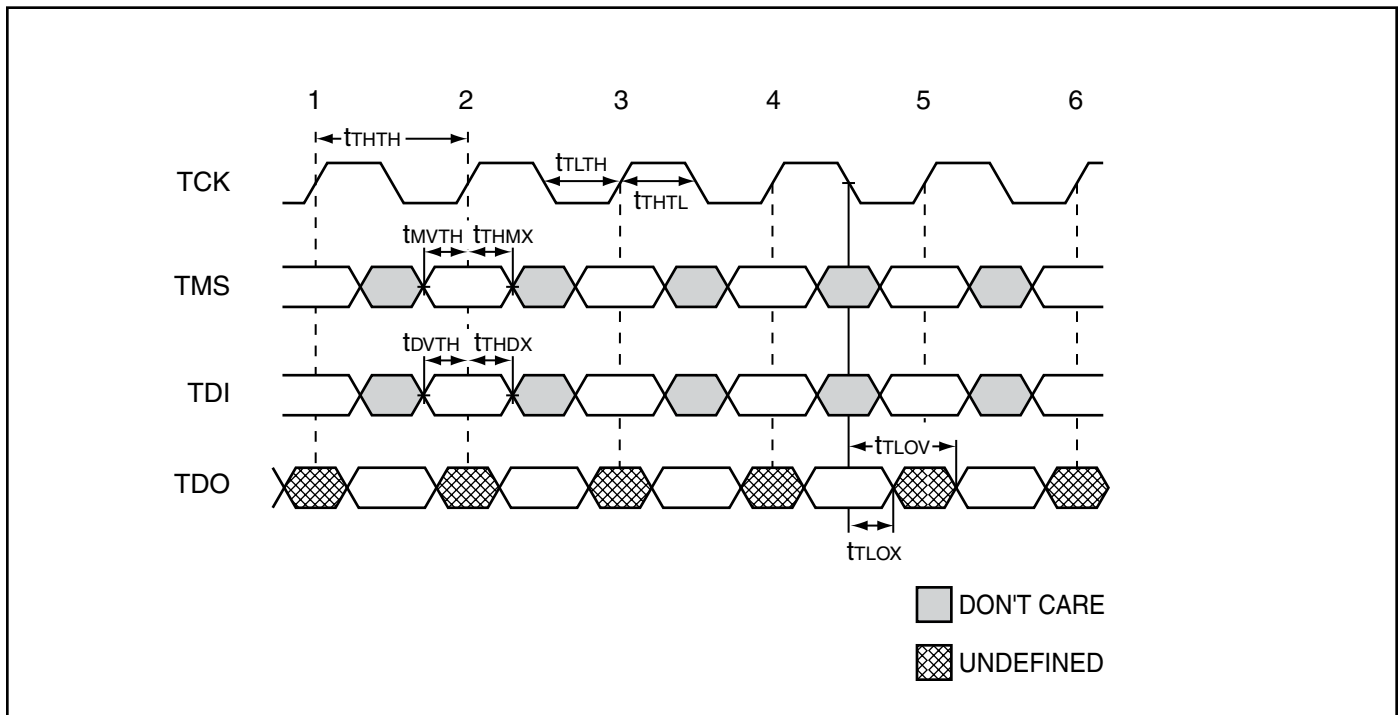 1 2 3 4 5 6
tTHTH
tTLTH
TCK
tTHTL
tMVTH tTHMX
TMS
tDVTH tTHDX
TDI
tTLOV
TDO
tTLOX
DON'T CARE
UNDEFINED